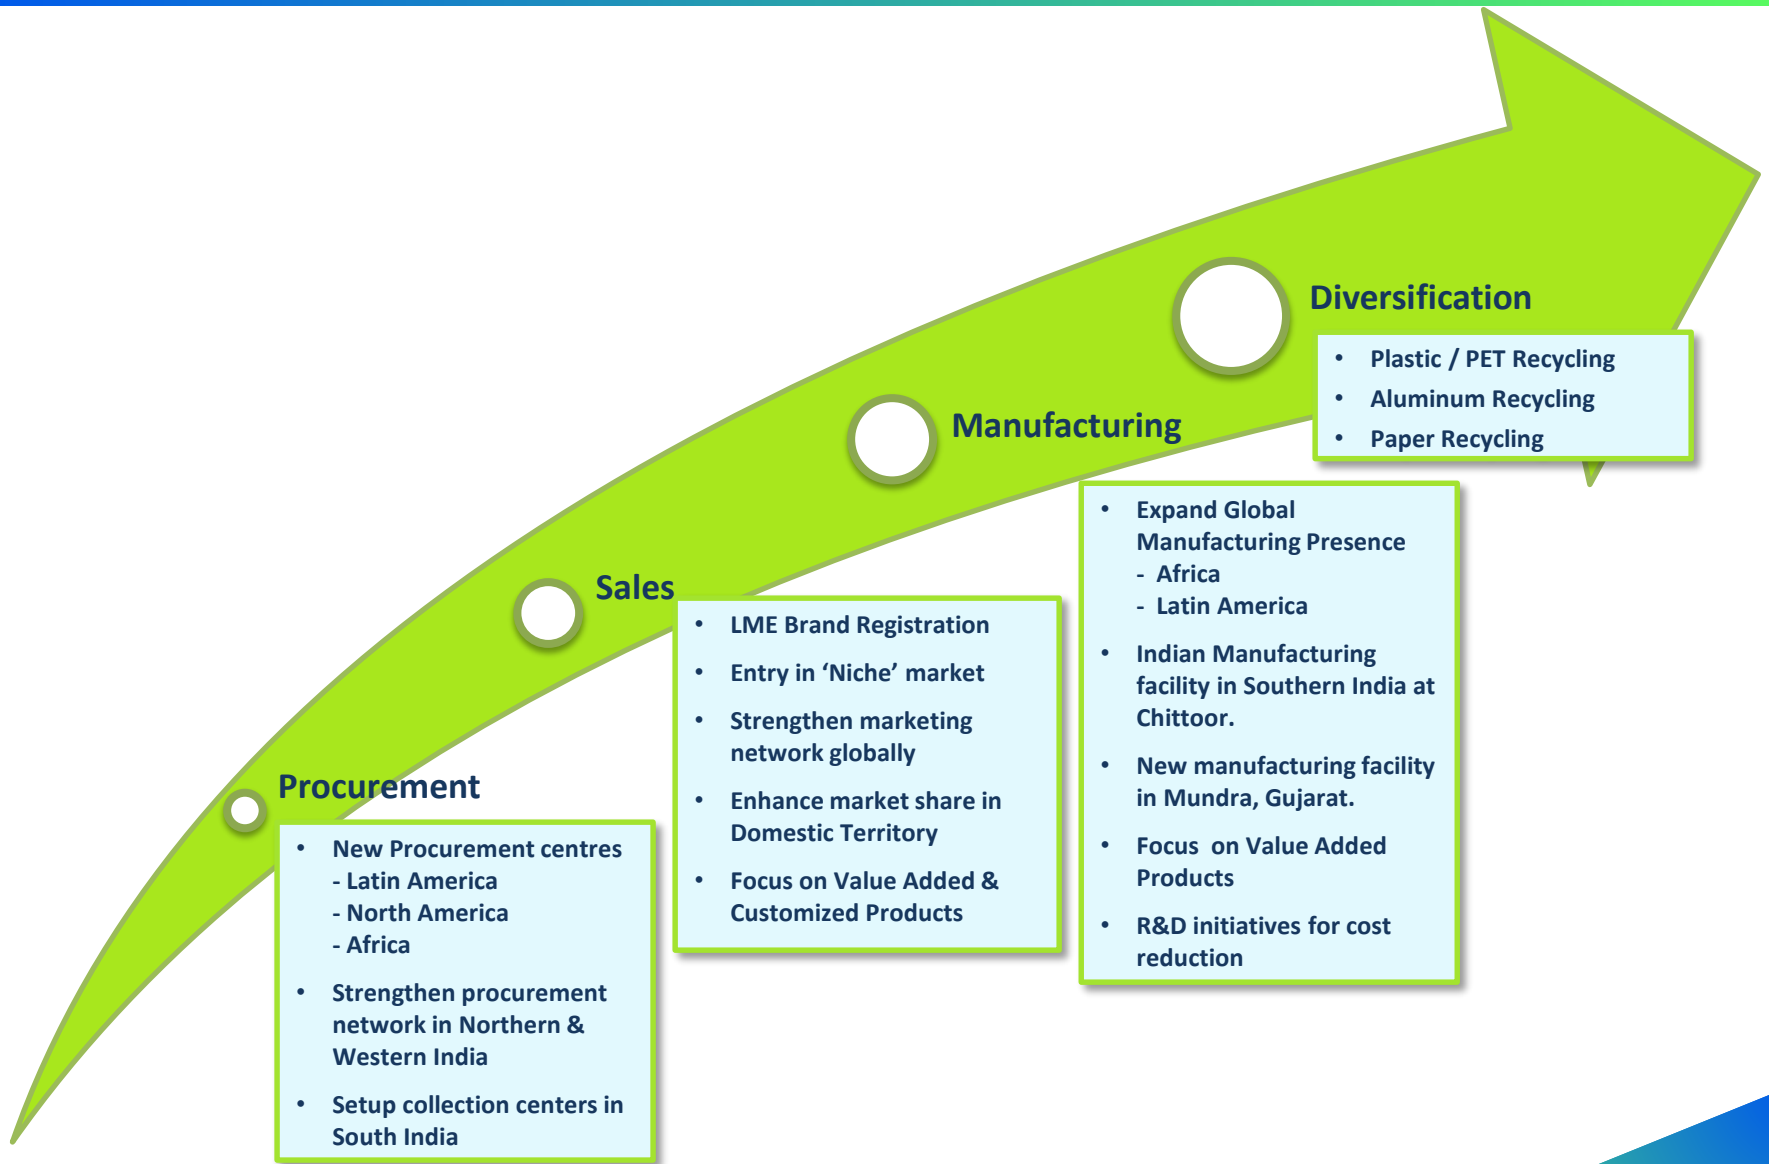 Procurement
• New Procurement centres
- Latin America
- North America
- Africa
• Strengthen procurement
network in Northern &
Western India
• Setup collection centers in
South India
Sales
• LME Brand Registration
• Entry in ‘Niche’ market
• Strengthen marketing
network globally
• Enhance market share in
Domestic Territory
• Focus on Value Added &
Customized Products
Manufacturing
• Expand Global
Manufacturing Presence
- Africa
- Latin America
• Indian Manufacturing
facility in Southern India at
Chittoor.
• New manufacturing facility
in Mundra, Gujarat.
• Focus on Value Added
Products
• R&D initiatives for cost
reduction
Diversification
• Plastic / PET Recycling
• Aluminum Recycling
• Paper Recycling